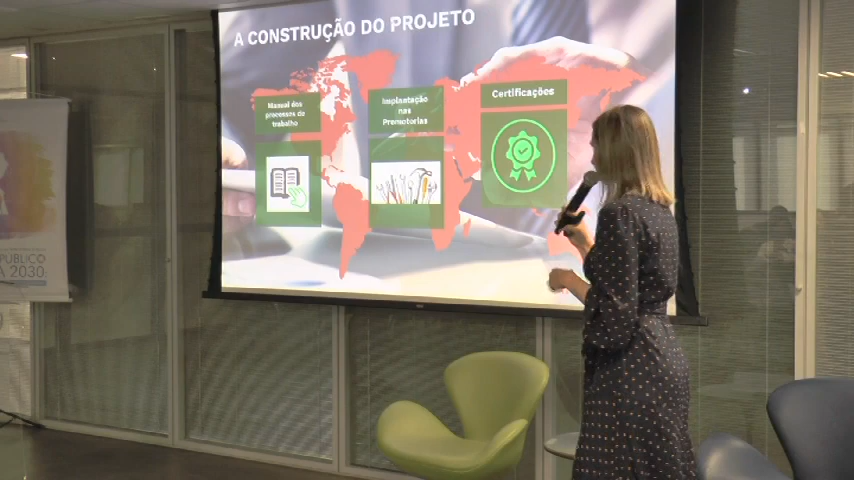 A CONSTRUÇÃO DO PROJETO
Manual dos
processos de
trabalho
Implantação
nas
Promotorias
Certificações
PÚBLICO
2030